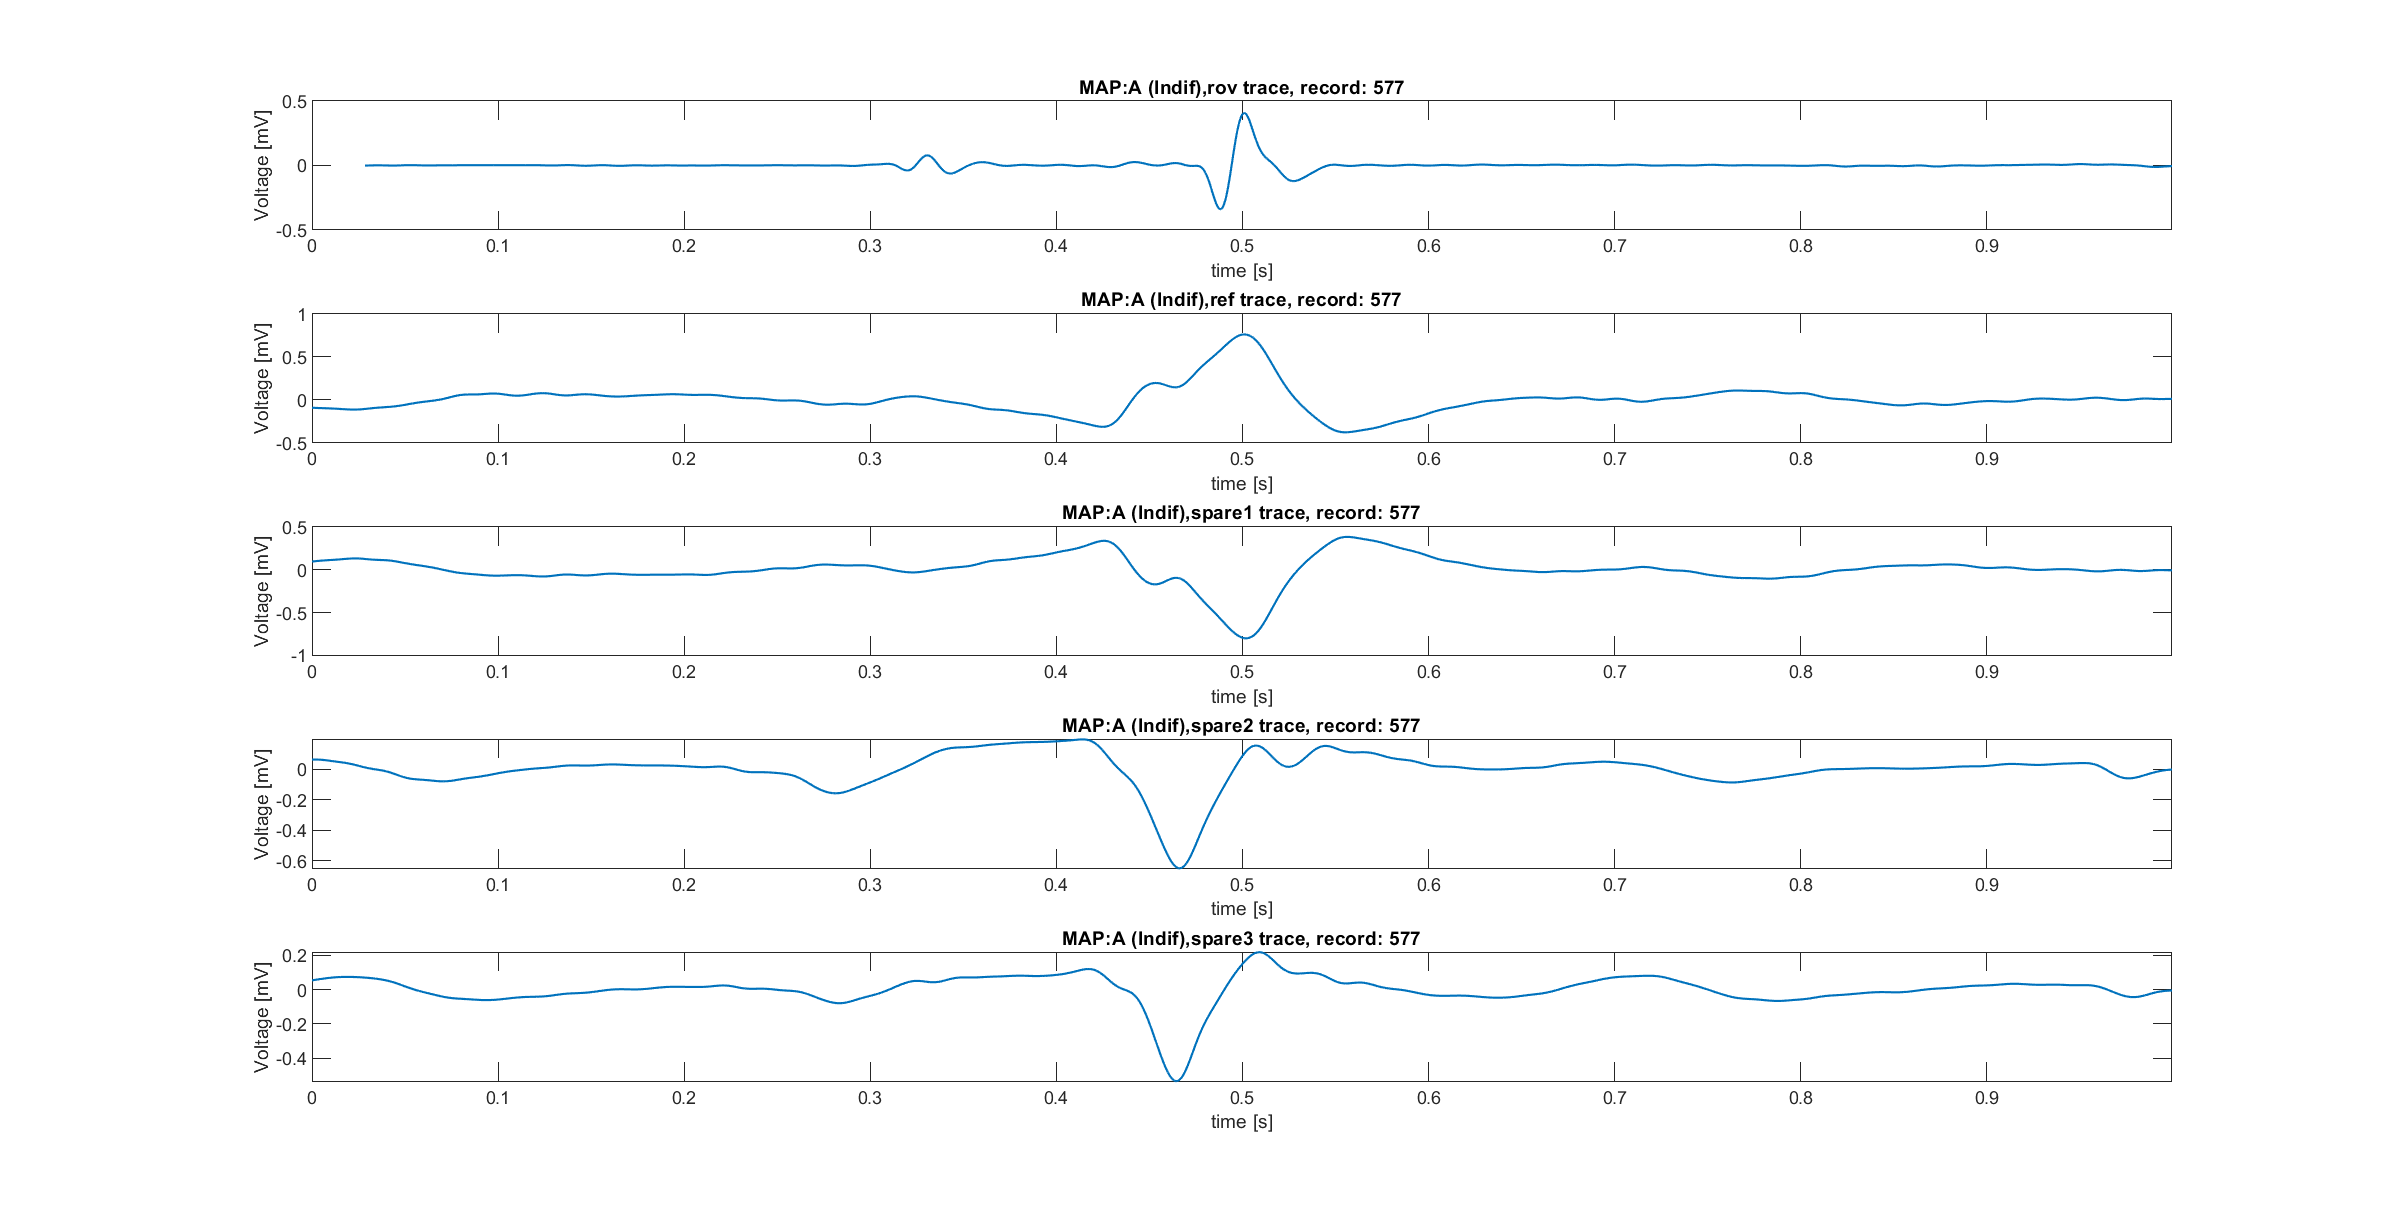 MAP:A (Indif),rov trace, record: 577
Voltage [mV]
0.5
0
-0.5
0 0.1 0.2 0.3 0.4 0.5 0.6 0.7 0.8 0.9
time [s]
MAP:A (Indif),ref trace, record: 577
Voltage [mV]
1
0.5
0
-0.5
0 0.1 0.2 0.3 0.4 0.5 0.6 0.7 0.8 0.9
time [s]
MAP:A (Indif),spare1 trace, record: 577
Voltage [mV]
0.5
0
-0.5
-1
0 0.1 0.2 0.3 0.4 0.5 0.6 0.7 0.8 0.9
time [s]
MAP:A (Indif),spare2 trace, record: 577
Voltage [mV]
0
-0.2
-0.4
-0.6
0 0.1 0.2 0.3 0.4 0.5 0.6 0.7 0.8 0.9
time [s]
MAP:A (Indif),spare3 trace, record: 577
Voltage [mV]
0.2
0
-0.2
-0.4
0 0.1 0.2 0.3 0.4 0.5 0.6 0.7 0.8 0.9
time [s]